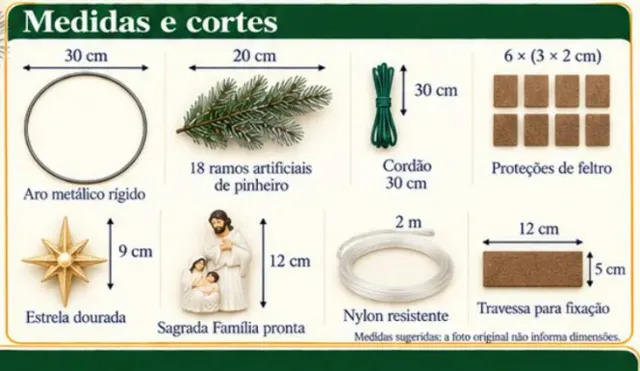 Medidas e cortes
30 cm
20 cm
30 cm
6 × (3 × 2 cm)
Aro metálico rígido
18 ramos artificiais
de pinheiro
Cordão
30 cm
Proteções de feltro
9 cm
12 cm
2 m
12 cm
5 cm
Estrela dourada
Sagrada Família pronta
Nylon resistente
Travessa para fixação
Medidas sugeridas; a foto original não informa dimensões.